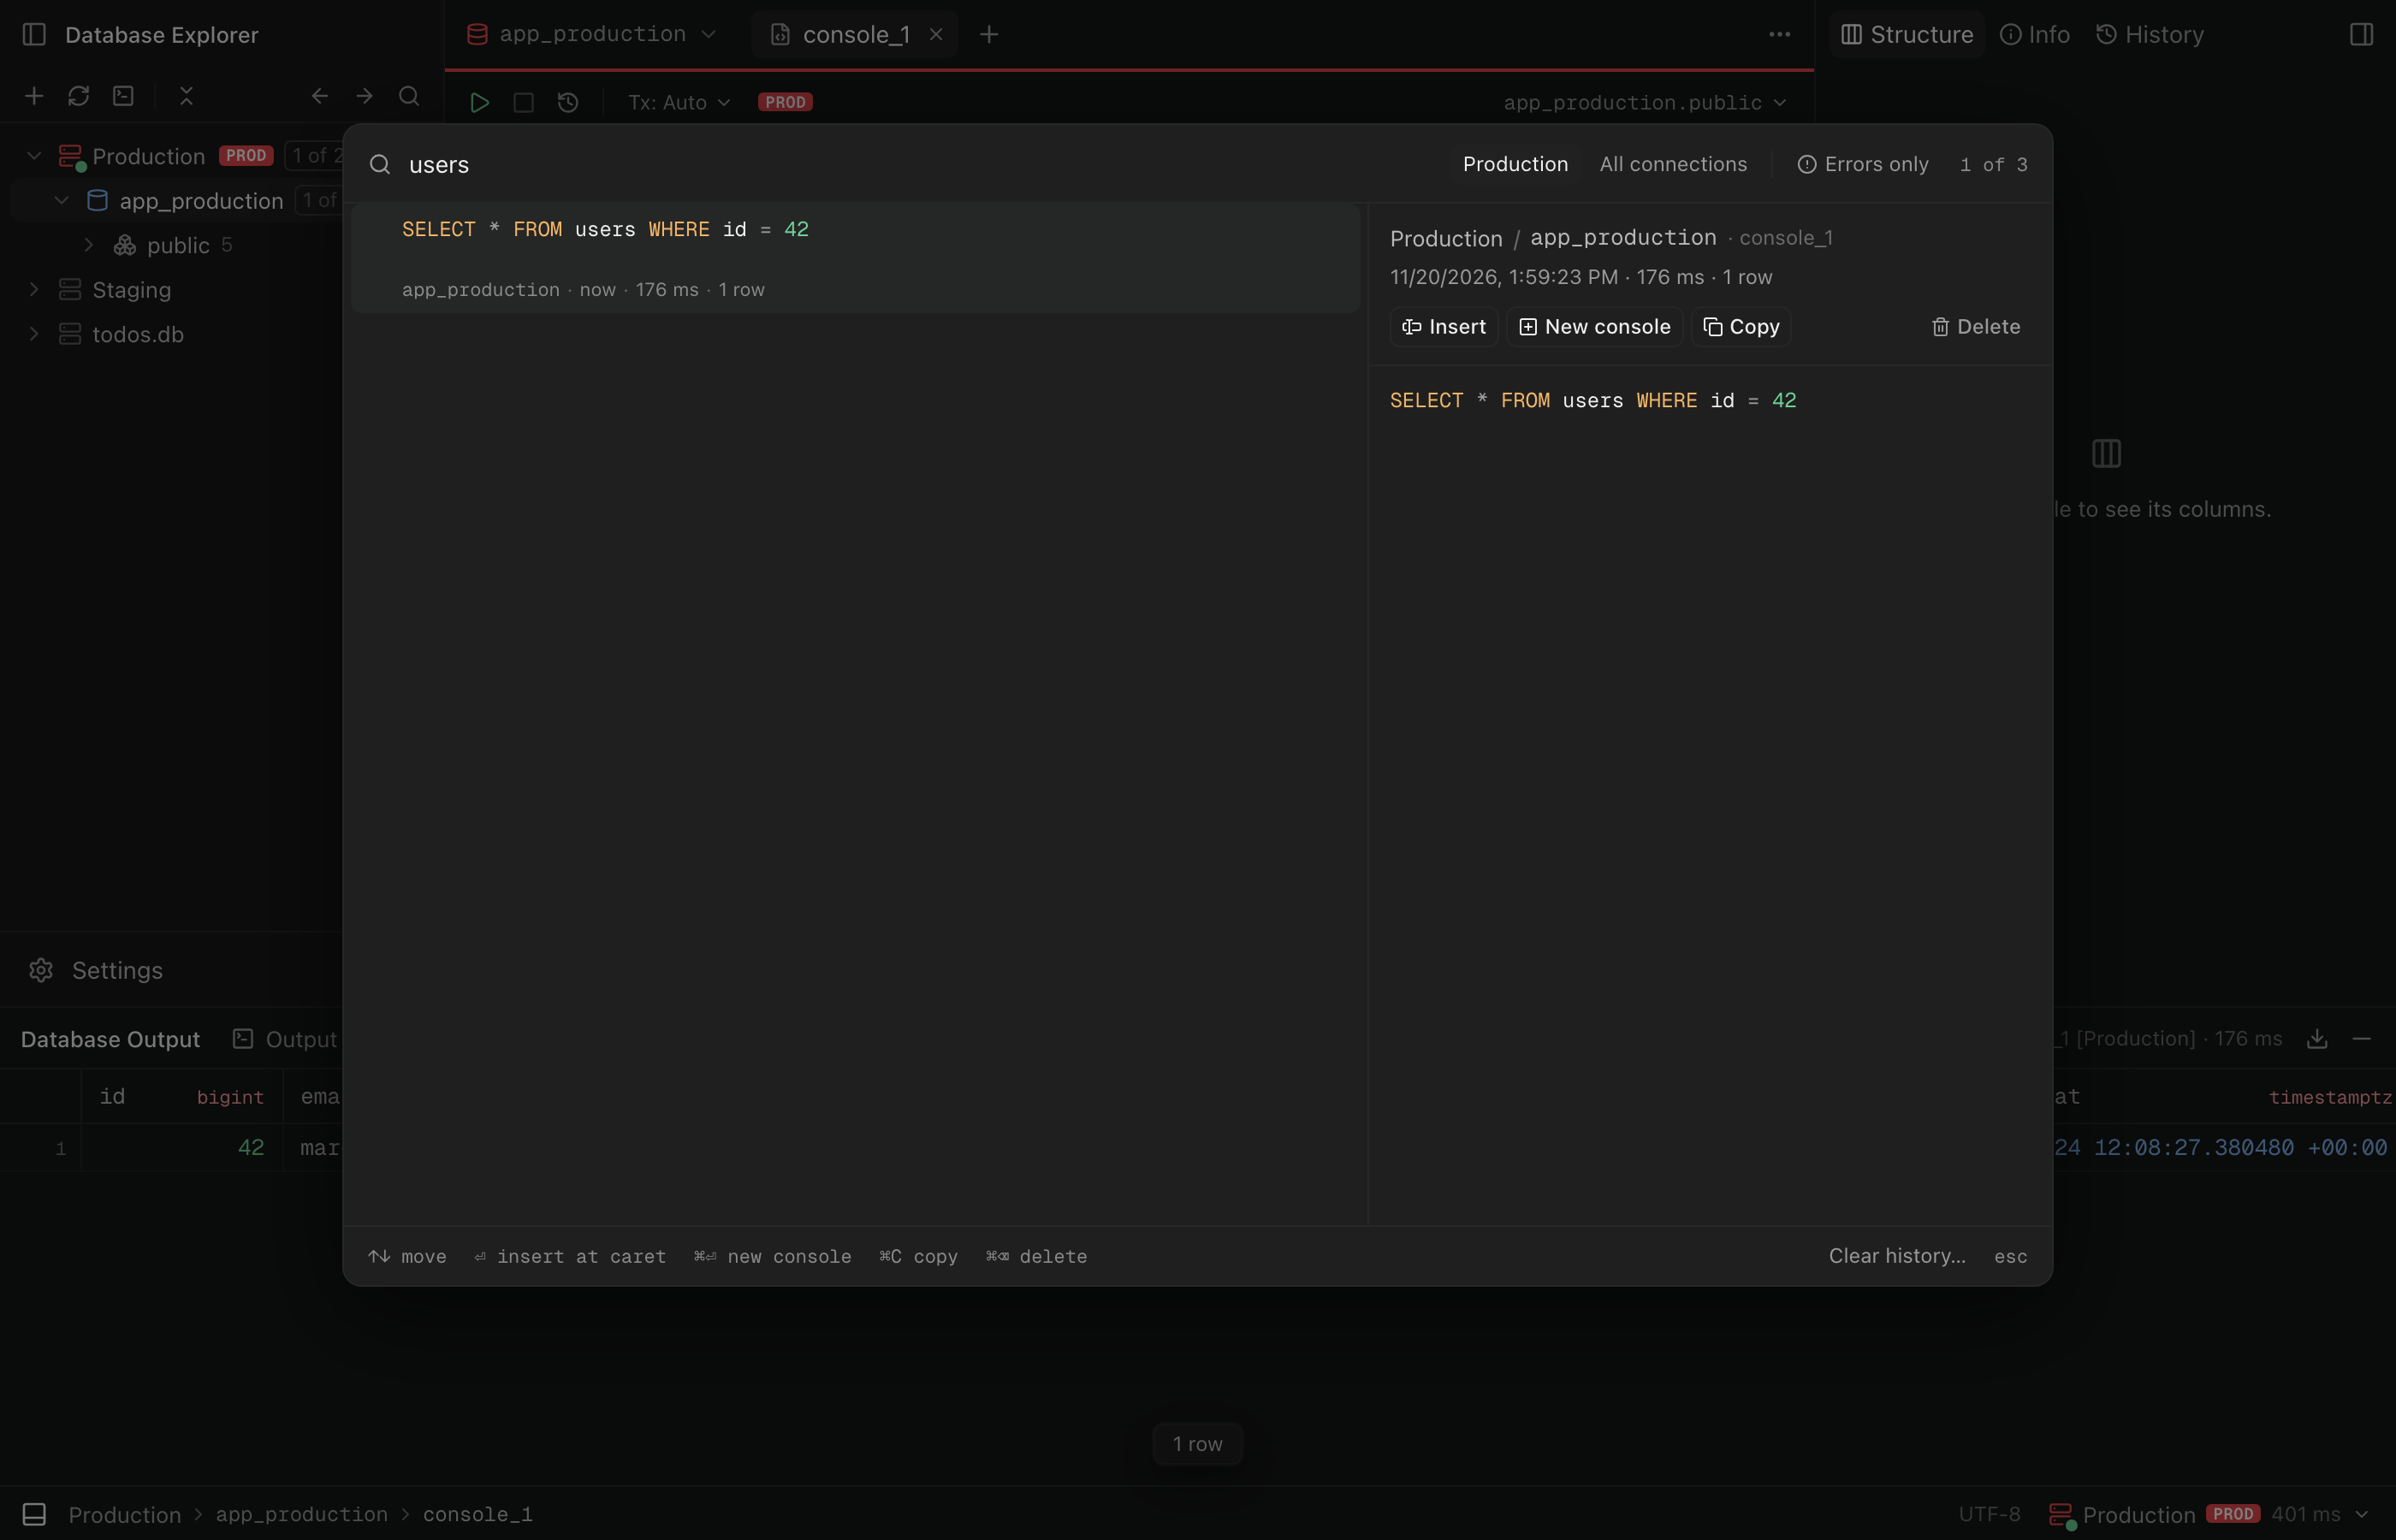 Database Explorer
app_production
console_1
Structure
Info
History
Tx: Auto
PROD
app_production.public
Production PROD 1 of 2
app_production 1 of
public 5
Staging
todos.db
users
Production
All connections
Errors only
1 of 3
SELECT * FROM users WHERE id = 42
app_production · now · 176 ms · 1 row
Production / app_production · console_1
11/20/2026, 1:59:23 PM · 176 ms · 1 row
Insert
New console
Copy
Delete
SELECT * FROM users WHERE id = 42
le to see its columns.
↑↓ move ⏎ insert at caret ⌘⏎ new console ⌘C copy ⌘⌫ delete
Clear history... esc
Settings
Database Output
Output
_1 [Production] · 176 ms
id bigint ema
at timestamptz
1 42 mar
24 12:08:27.380480 +00:00
1 row
Production > app_production > console_1
UTF-8
Production PROD 401 ms